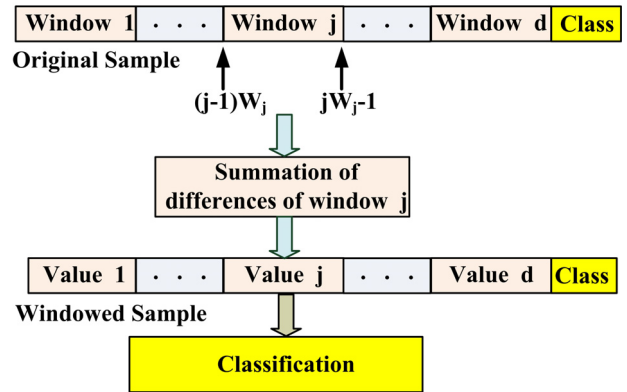 Window 1 . . . Window j . . . Window d Class
Original Sample
(j-1)Wj jWj-1
Summation of
differences of window j
Value 1 . . . Value j . . . Value d Class
Windowed Sample
Classification